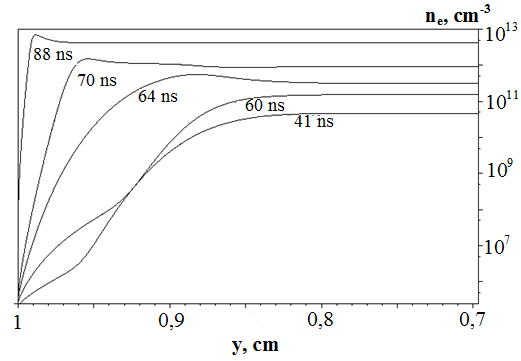 nₑ, cm⁻³
10¹³
88 ns
70 ns
64 ns
60 ns
41 ns
10¹¹
10⁹
10⁷
1
0,9
0,8
0,7
y, cm